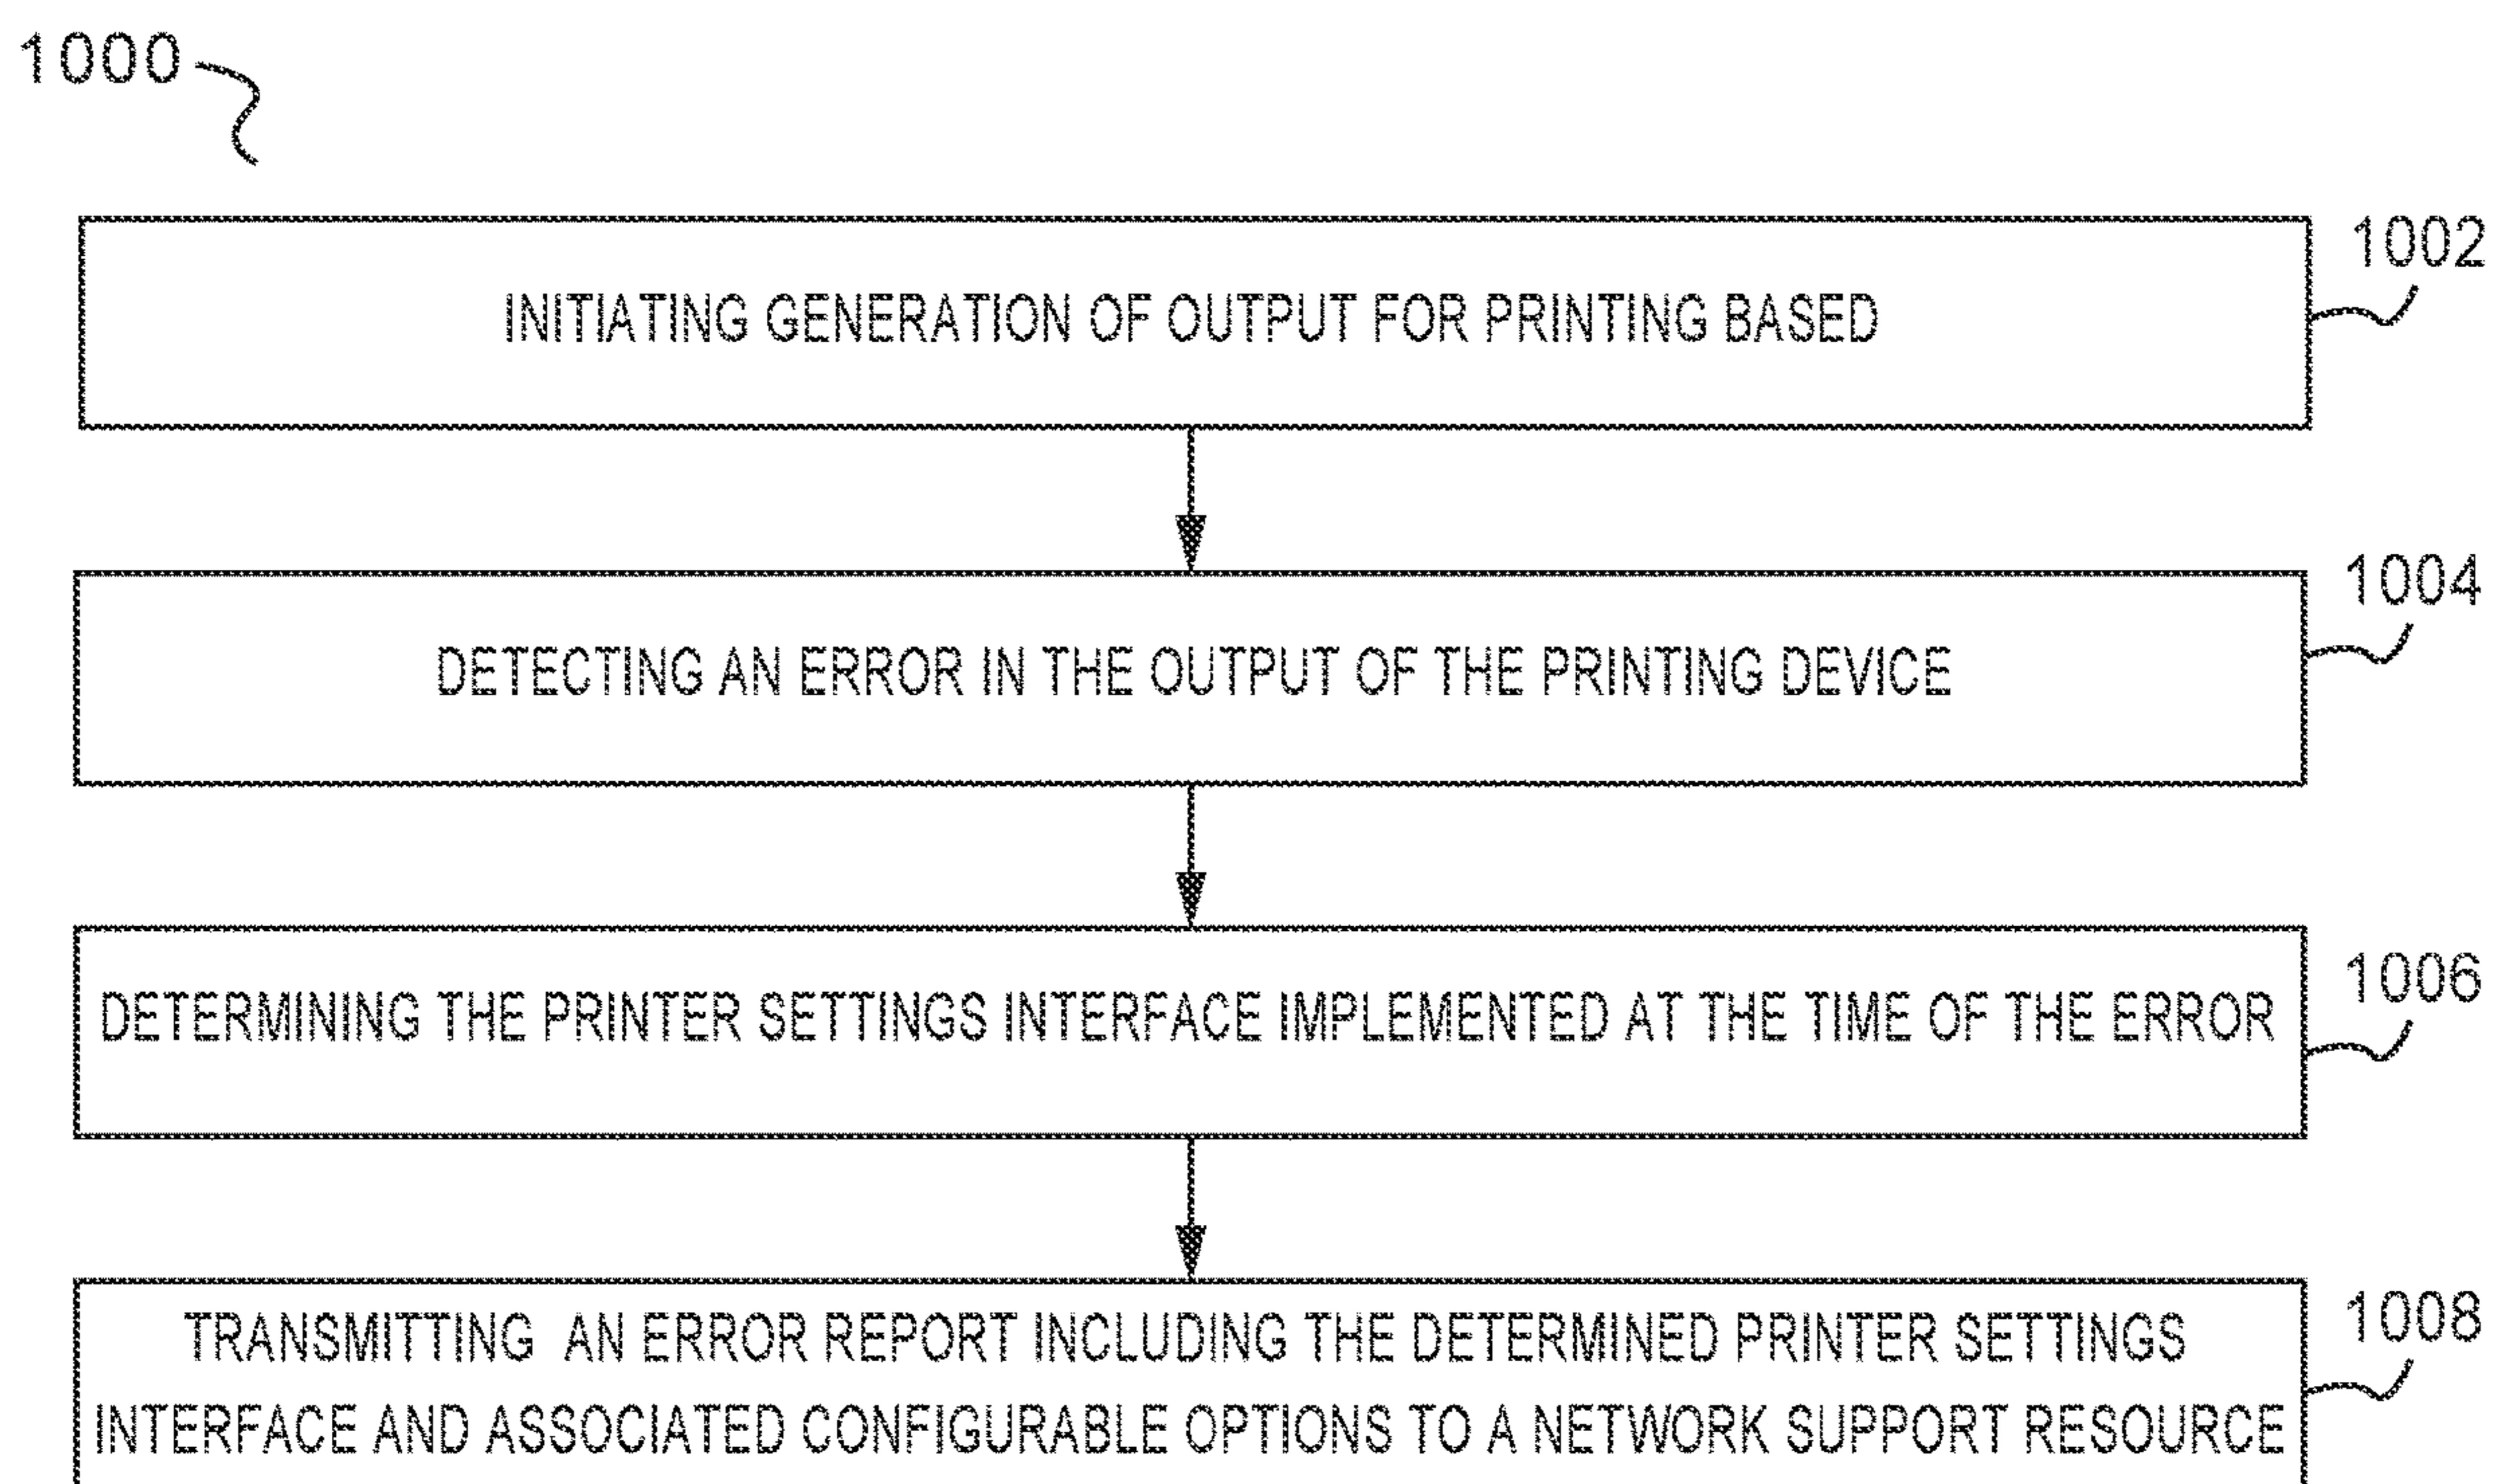 1000
1002
INITIATING GENERATION OF OUTPUT FOR PRINTING BASED
1004
DETECTING AN ERROR IN THE OUTPUT OF THE PRINTING DEVICE
1006
DETERMINING THE PRINTER SETTINGS INTERFACE IMPLEMENTED AT THE TIME OF THE ERROR
1008
TRANSMITTING AN ERROR REPORT INCLUDING THE DETERMINED PRINTER SETTINGS
INTERFACE AND ASSOCIATED CONFIGURABLE OPTIONS TO A NETWORK SUPPORT RESOURCE